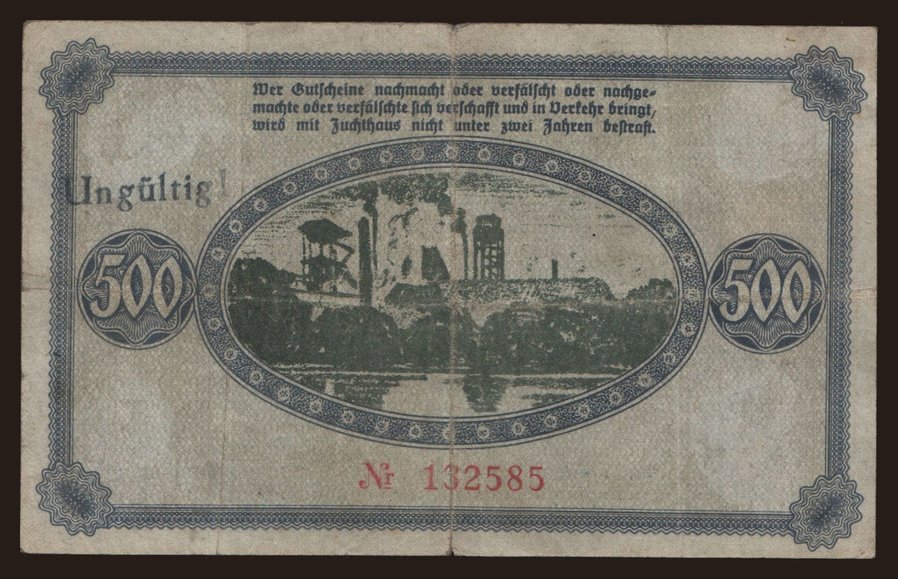 Wer Gutscheine nachmacht oder verfälscht oder nachge-
machte oder verfälschte sich verschafft und in Verkehr bringt,
wird mit Zuchthaus nicht unter zwei Jahren bestraft.
Ungültig!
500
500
Nr 132585